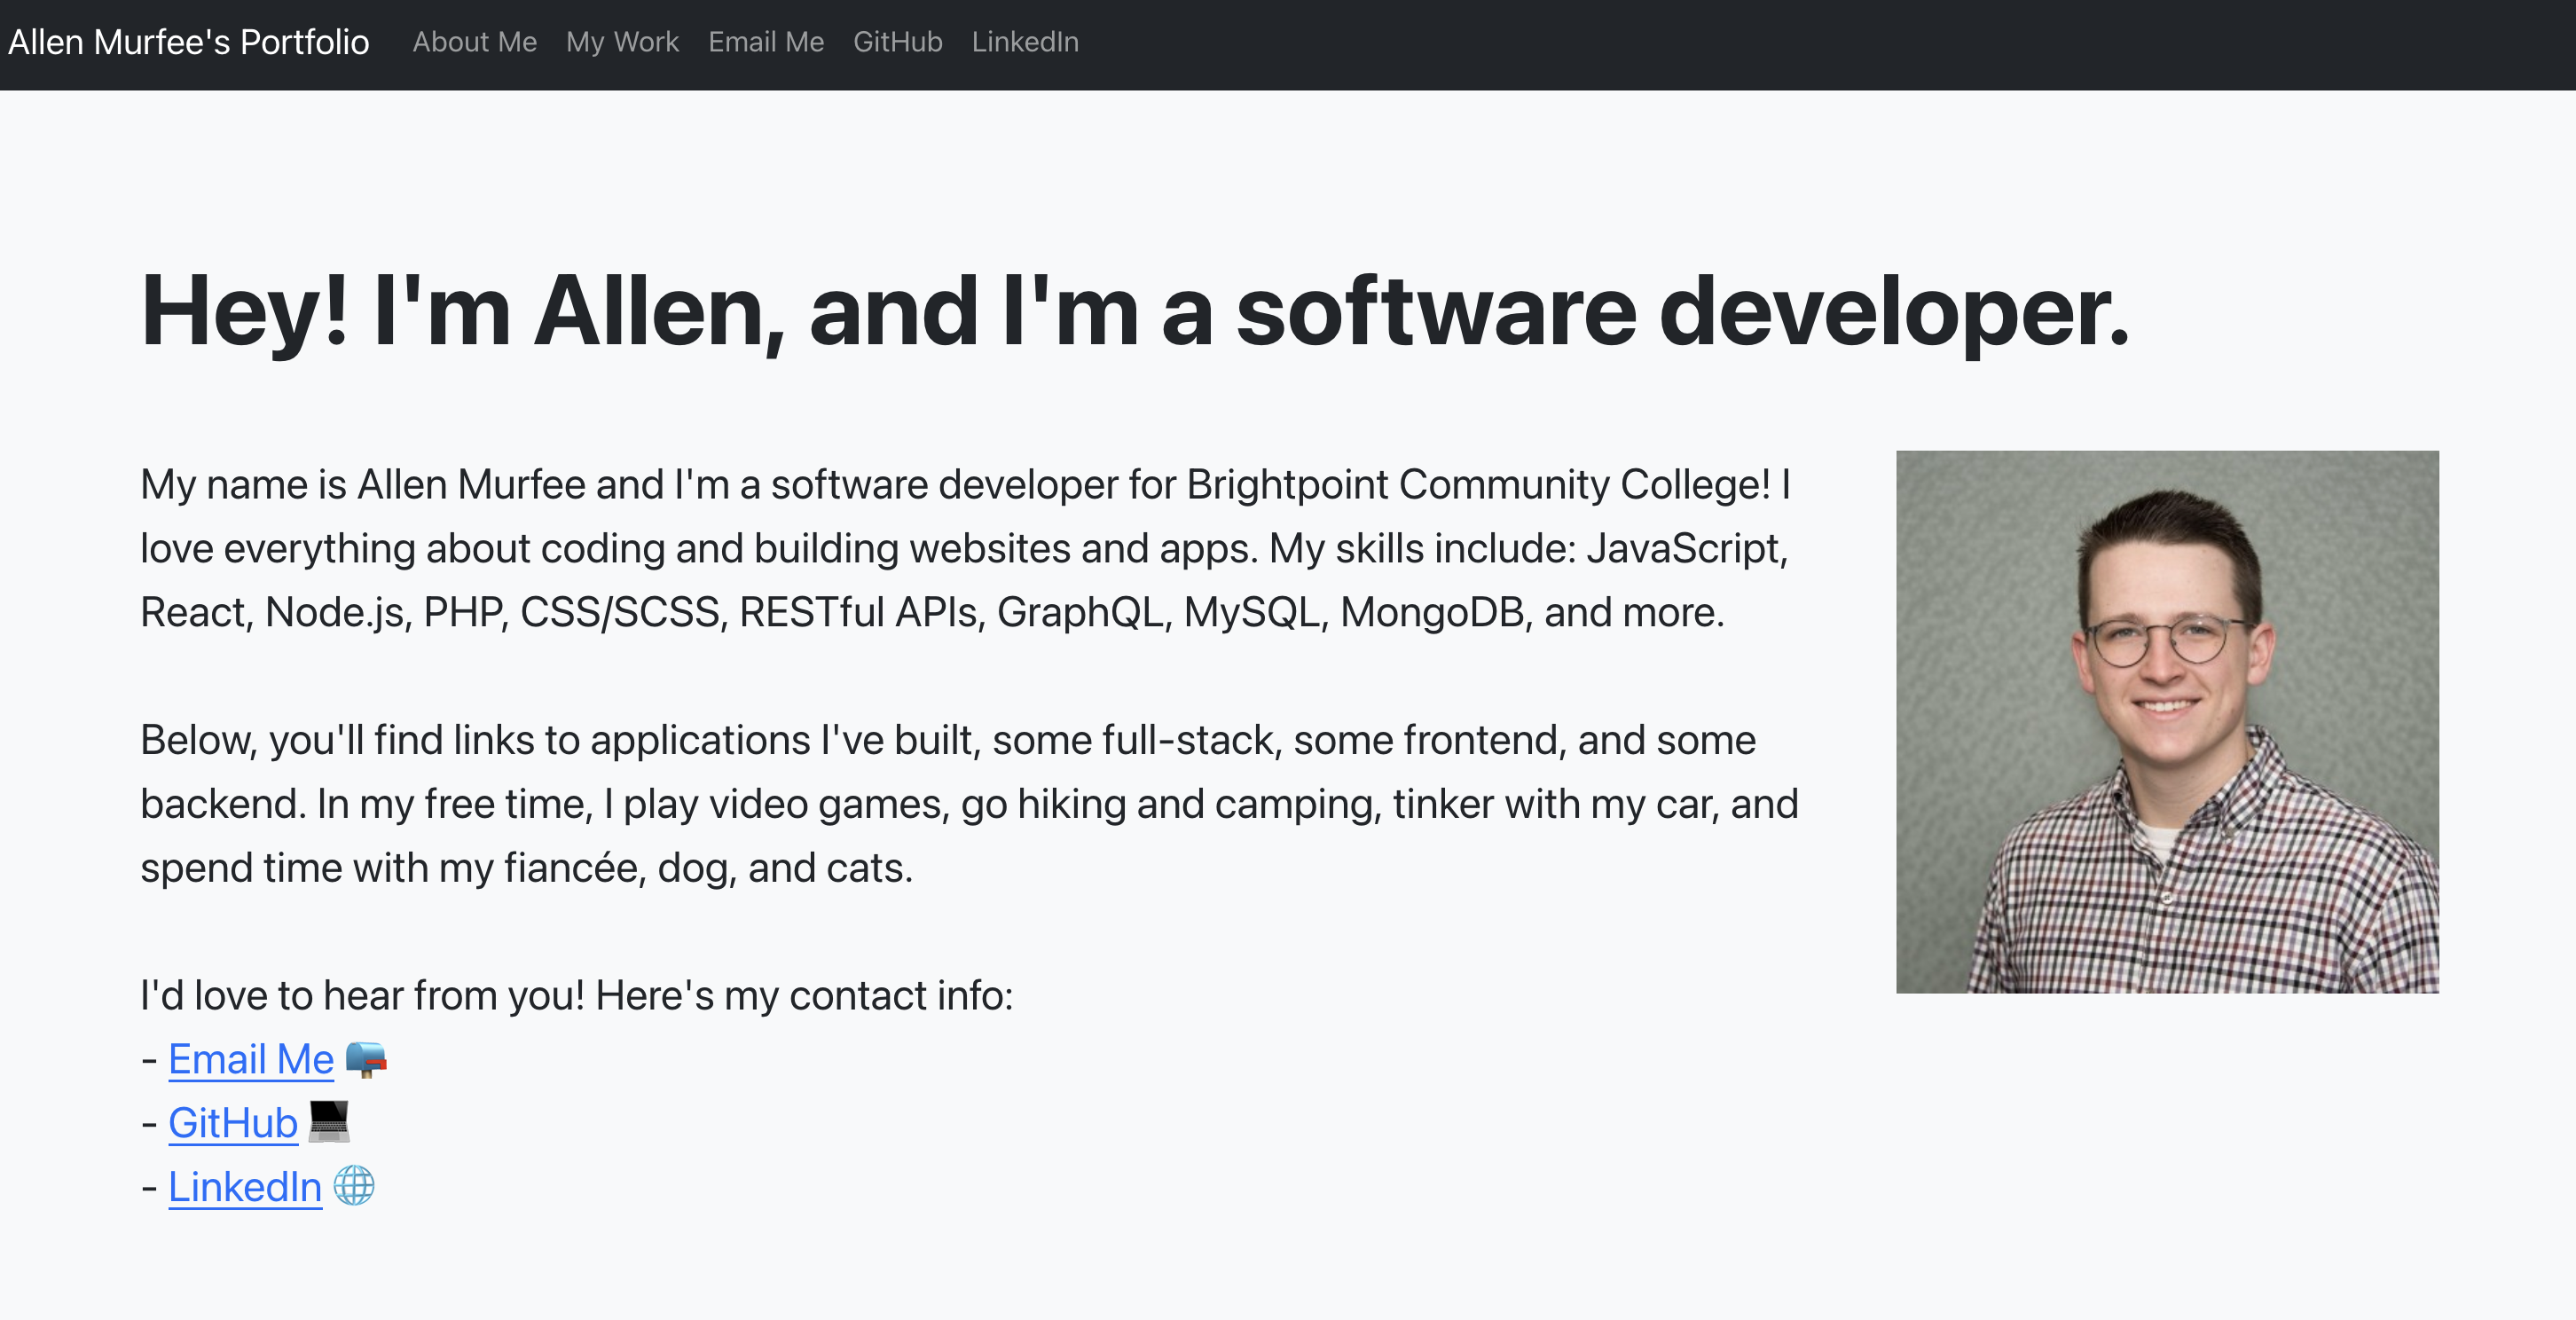 Allen Murfee's Portfolio About Me My Work Email Me GitHub LinkedIn
Hey! I'm Allen, and I'm a software developer.
My name is Allen Murfee and I'm a software developer for Brightpoint Community College! I
love everything about coding and building websites and apps. My skills include: JavaScript,
React, Node.js, PHP, CSS/SCSS, RESTful APIs, GraphQL, MySQL, MongoDB, and more.
Below, you'll find links to applications I've built, some full-stack, some frontend, and some
backend. In my free time, I play video games, go hiking and camping, tinker with my car, and
spend time with my fiancée, dog, and cats.
I'd love to hear from you! Here's my contact info:
- Email Me 📪
- GitHub 💻
- LinkedIn 🌐